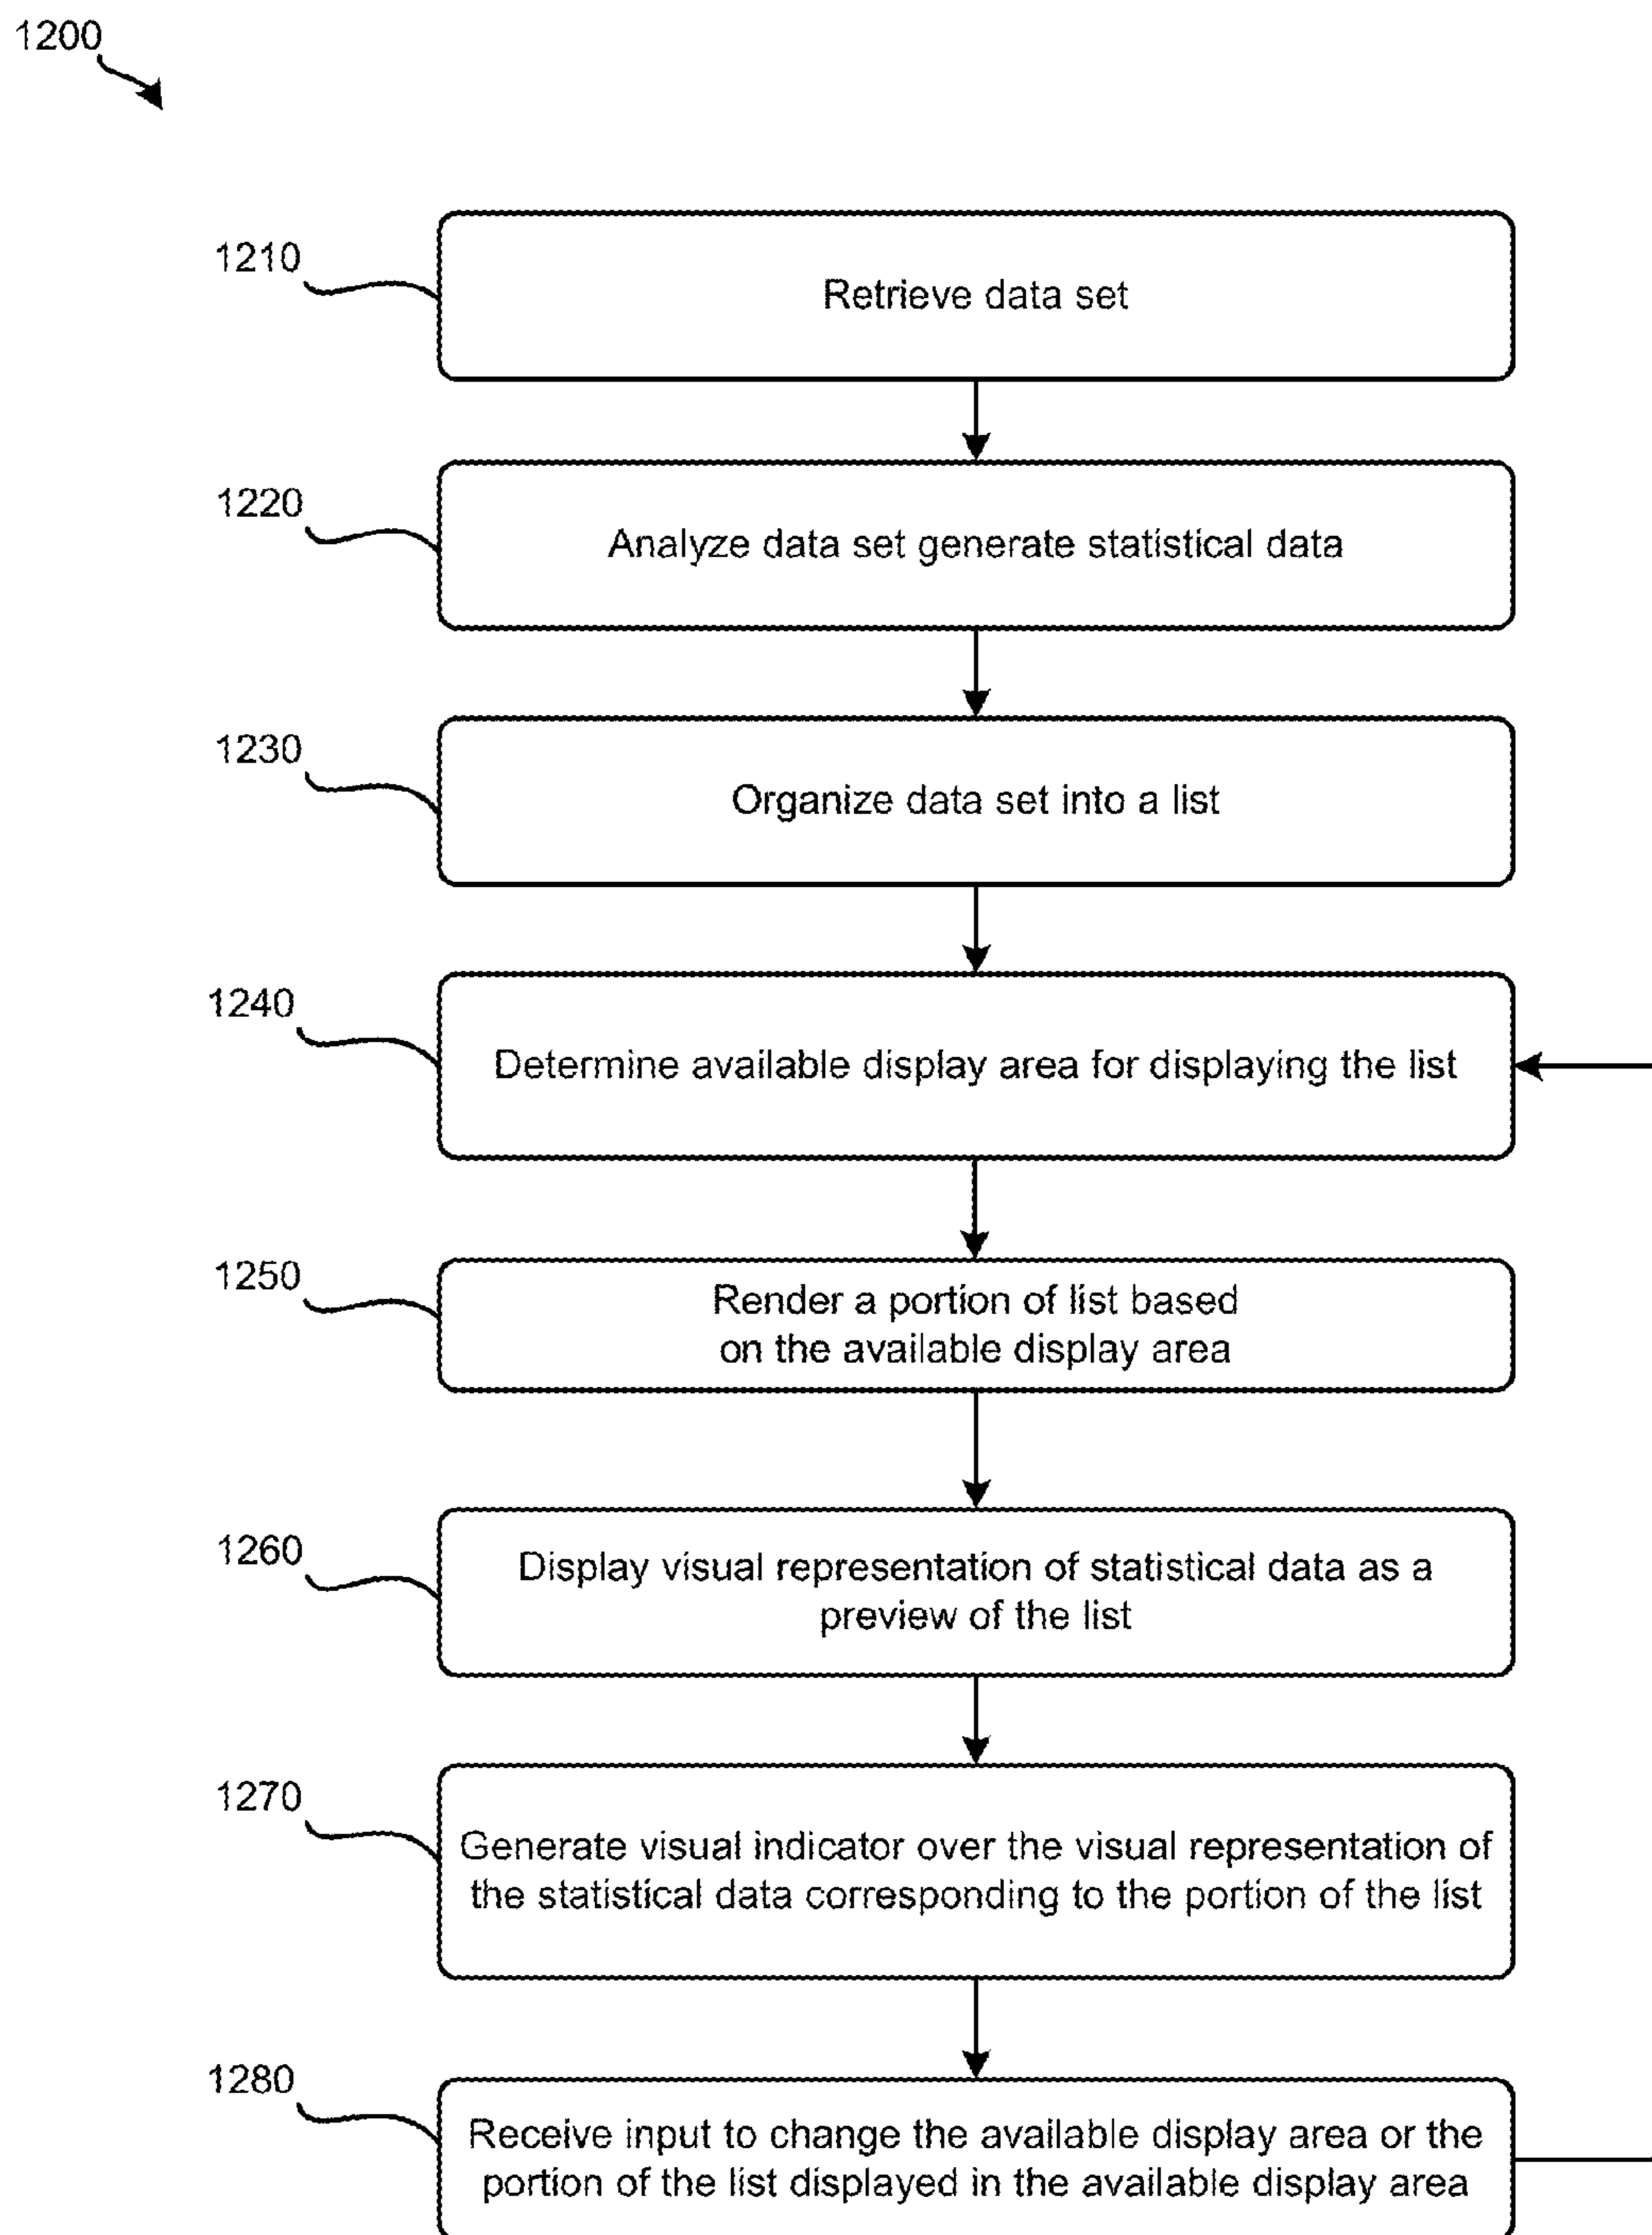 1200
1210
Retrieve data set
1220
Analyze data set generate statistical data
1230
Organize data set into a list
1240
Determine available display area for displaying the list
1250
Render a portion of list based
on the available display area
1260
Display visual representation of statistical data as a
preview of the list
1270
Generate visual indicator over the visual representation of
the statistical data corresponding to the portion of the list
1280
Receive input to change the available display area or the
portion of the list displayed in the available display area